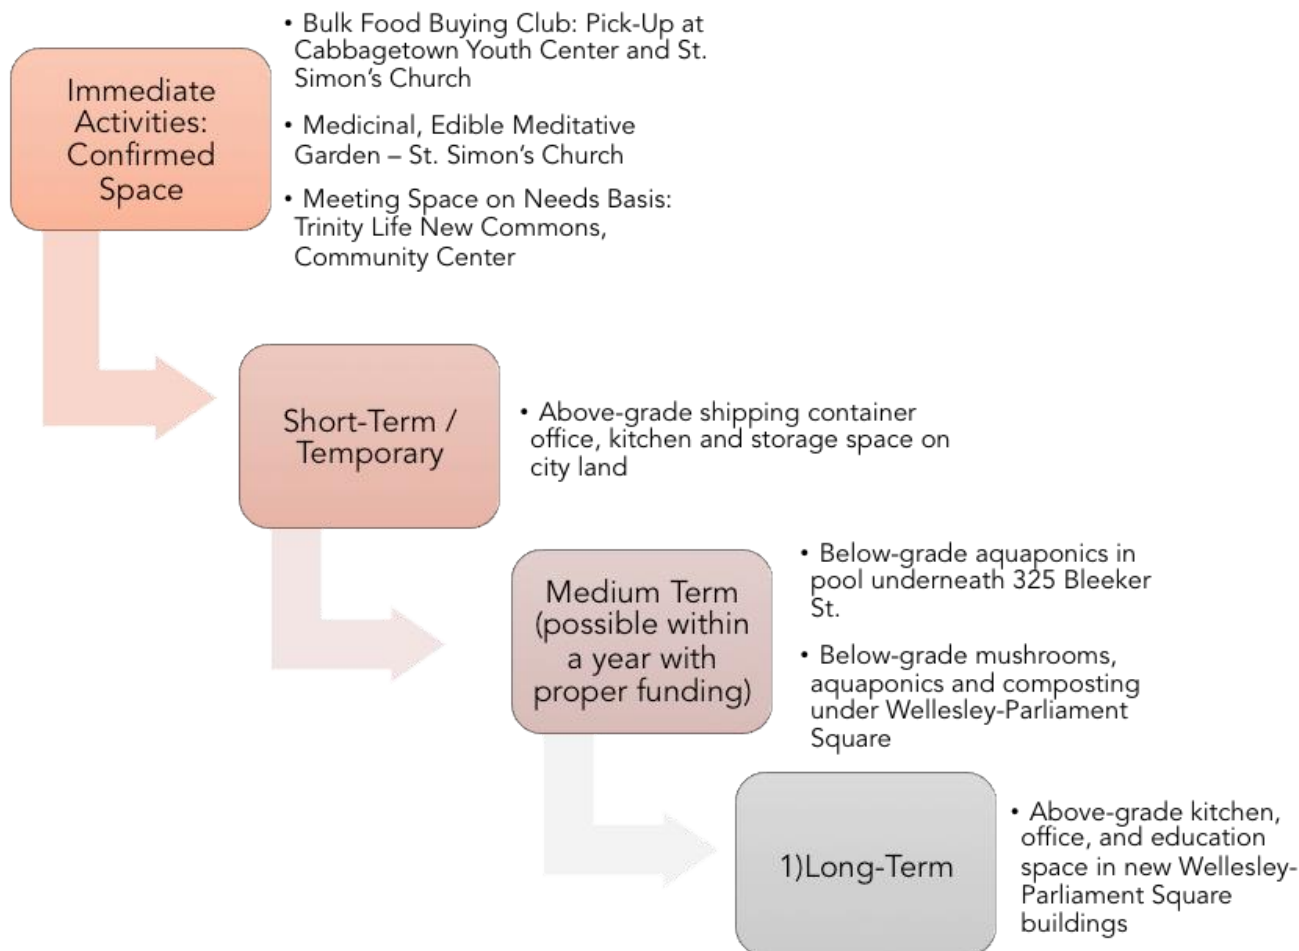 Immediate
Activities:
Confirmed
Space
• Bulk Food Buying Club: Pick-Up at
Cabbagetown Youth Center and St.
Simon’s Church
• Medicinal, Edible Meditative
Garden – St. Simon’s Church
• Meeting Space on Needs Basis:
Trinity Life New Commons,
Community Center
Short-Term /
Temporary
• Above-grade shipping container
office, kitchen and storage space on
city land
Medium Term
(possible within
a year with
proper funding)
• Below-grade aquaponics in
pool underneath 325 Bleeker
St.
• Below-grade mushrooms,
aquaponics and composting
under Wellesley-Parliament
Square
1)Long-Term
• Above-grade kitchen,
office, and education
space in new Wellesley-
Parliament Square
buildings